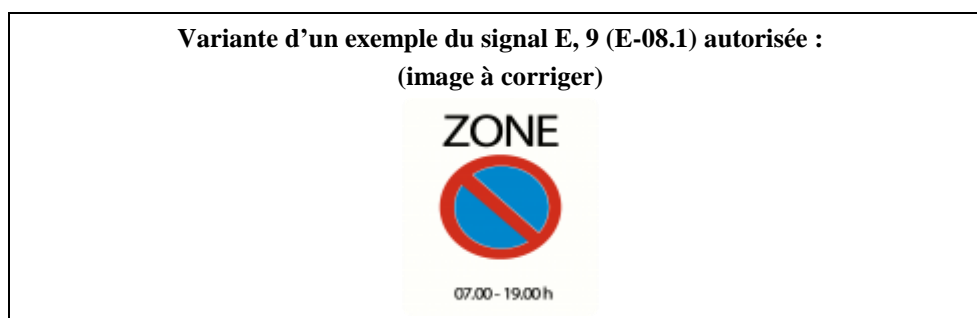 Variante d’un exemple du signal E, 9 (E-08.1) autorisée :
(image à corriger)
ZONE
07.00 - 19.00 h